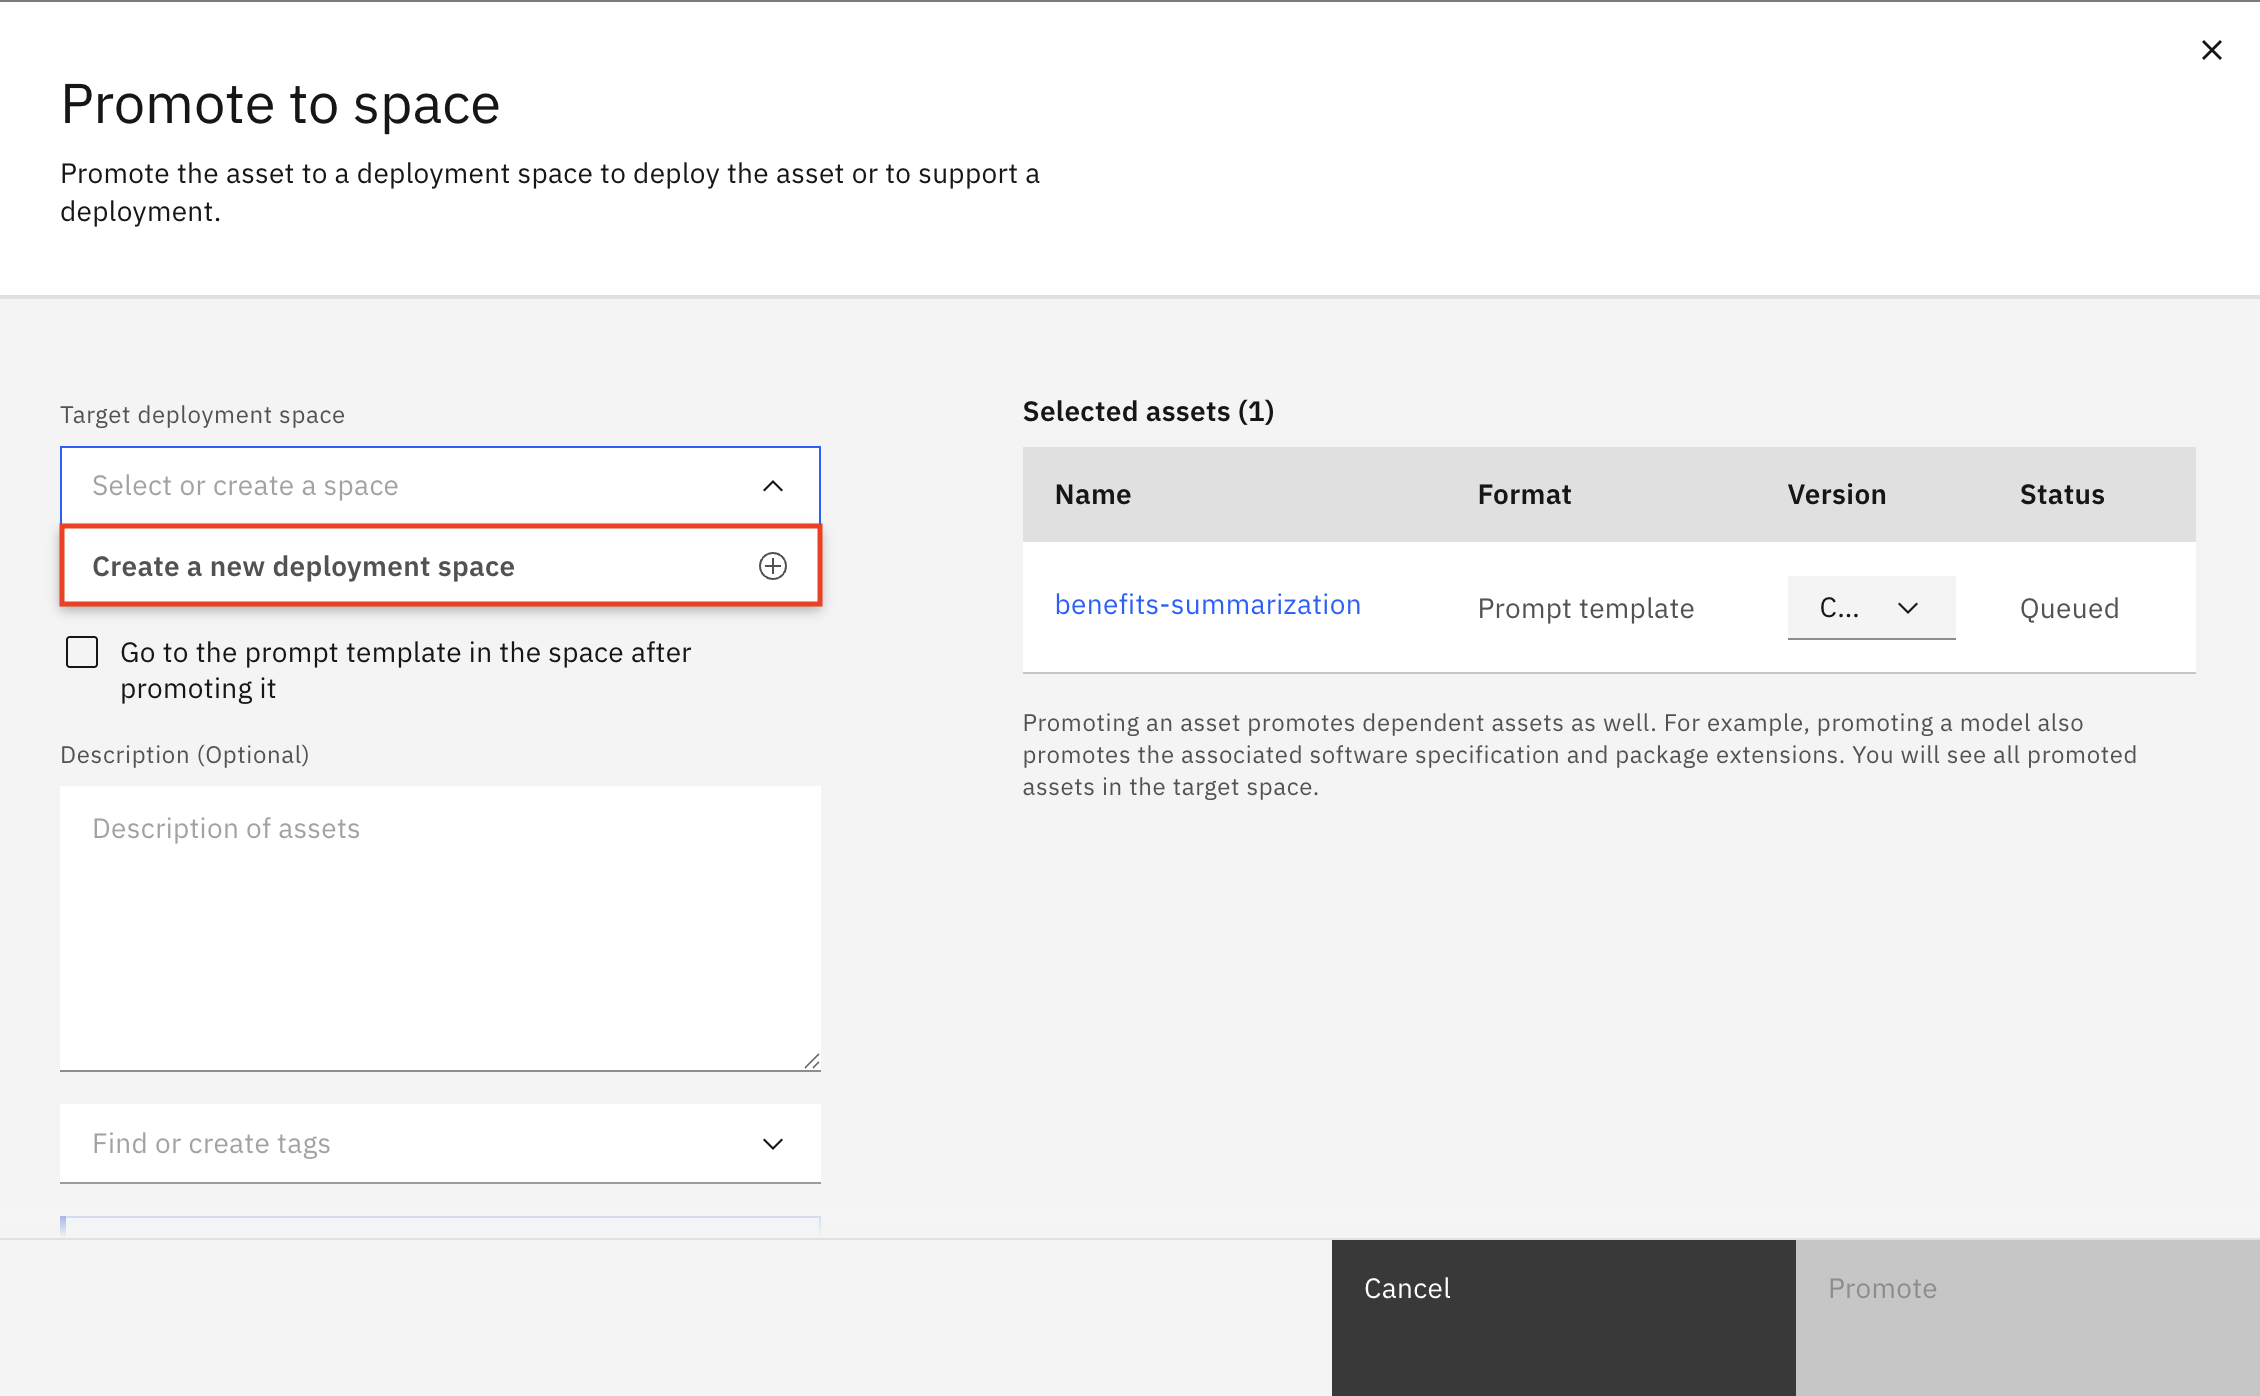 Promote to space
Promote the asset to a deployment space to deploy the asset or to support a
deployment.
Target deployment space
Select or create a space
Create a new deployment space
Go to the prompt template in the space after
promoting it
Description (Optional)
Description of assets
Find or create tags
Selected assets (1)
Name Format Version Status
benefits-summarization Prompt template C... Queued
Promoting an asset promotes dependent assets as well. For example, promoting a model also
promotes the associated software specification and package extensions. You will see all promoted
assets in the target space.
Cancel Promote